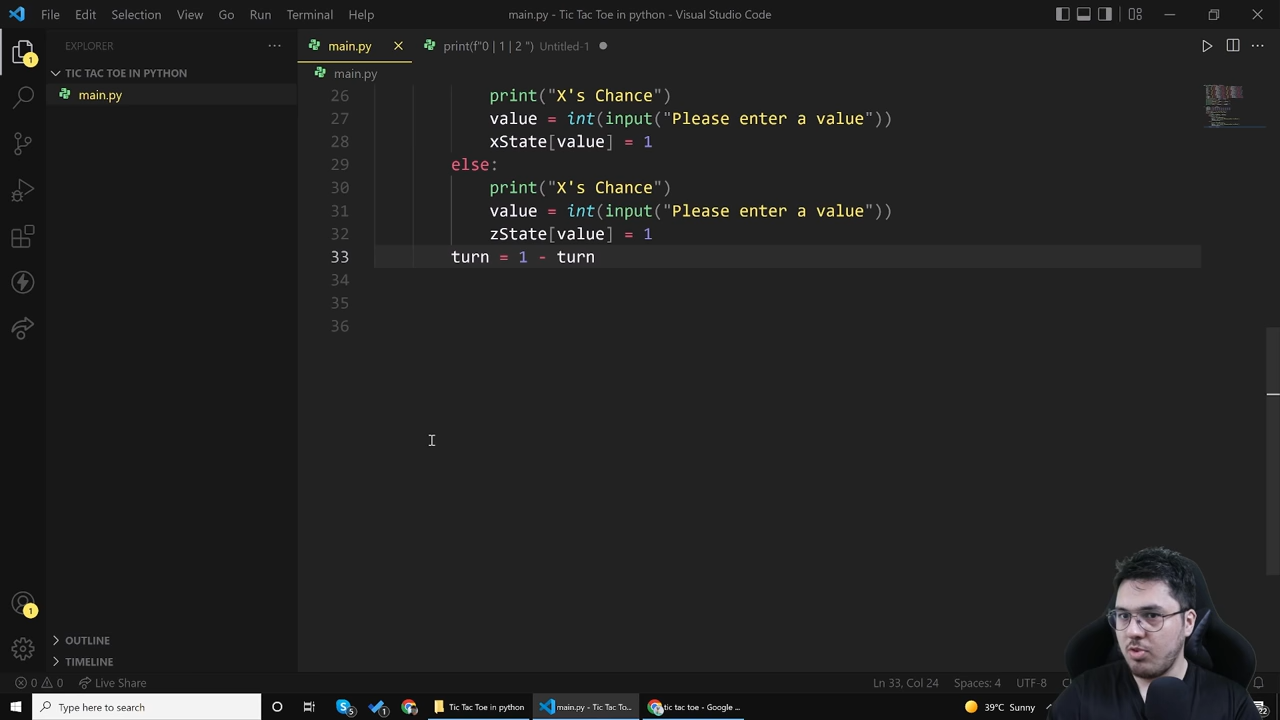 File Edit Selection View Go Run Terminal Help
main.py - Tic Tac Toe in python - Visual Studio Code
EXPLORER
TIC TAC TOE IN PYTHON
main.py
main.py
print(f"0 | 1 | 2 ") Untitled-1
main.py
26 print("X's Chance")
27 value = int(input("Please enter a value"))
28 xState[value] = 1
29 else:
30 print("X's Chance")
31 value = int(input("Please enter a value"))
32 zState[value] = 1
33 turn = 1 - turn
34
35
36
1
1
OUTLINE
TIMELINE
0 0 Live Share
Ln 33, Col 24 Spaces: 4 UTF-8
Type here to search
5
1
Tic Tac Toe in python
main.py - Tic Tac To...
tic tac toe - Google ...
39°C Sunny
2